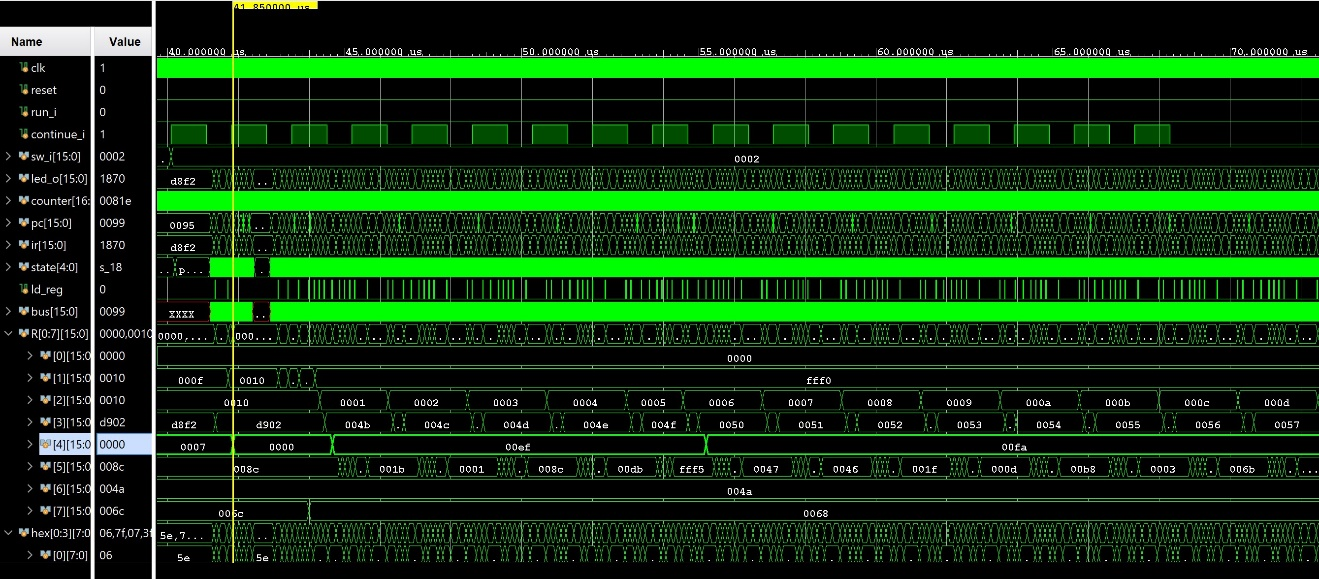 41.850000 us
40.000000 us 45.000000 us 50.000000 us 55.000000 us 60.000000 us 65.000000 us 70.000000 us
Name Value
clk 1
reset 0
run_i 0
continue_i 1
sw_i[15:0] 0002 0002
led_o[15:0] 1870 d8f2 ..
counter[16: 0081e
pc[15:0] 0099 0095 ..
ir[15:0] 1870 d8f2 ..
state[4:0] s_18 .. p... ..
ld_reg 0
bus[15:0] 0099 XXXX ..
R[0:7][15:0] 0000,0010 0000,... 000...
[0][15:0 0000 0000
[1][15:0 0010 000f 0010 fff0
[2][15:0 0010 0010 0001 0002 0003 0004 0005 0006 0007 0008 0009 000a 000b 000c 000d
[3][15:0 d902 d8f2 d902 004b 004c 004d 004e 004f 0050 0051 0052 0053 0054 0055 0056 0057
[4][15:0 0000 0007 0000 00ef 00fa
[5][15:0 008c 008c 001b 0001 008c 00db fff5 0047 0046 001f 000d 00b8 0003 006b ...
[6][15:0 004a 004a
[7][15:0 006c 006c 0068
hex[0:3][7:0 06,7f,07,3f 5e,7... ..
[0][7:0] 06 5e 5e